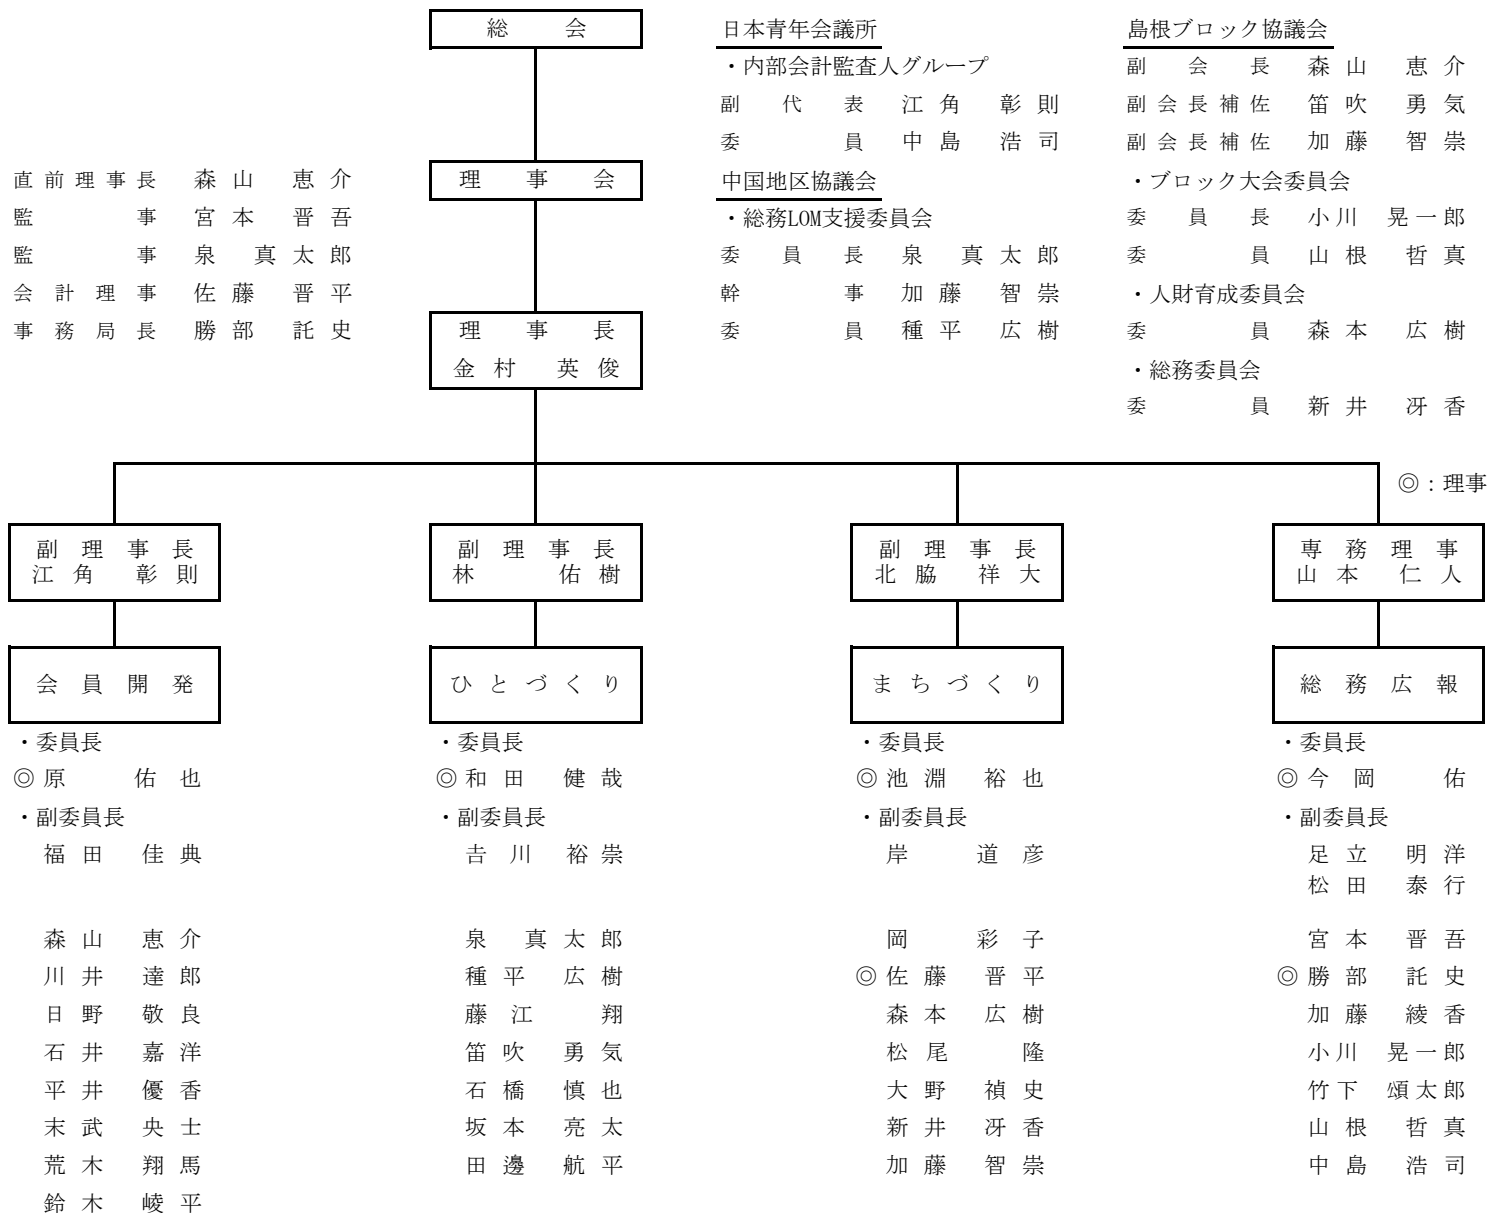 総会
理事会
理事長
金村 英俊
直前理事長 森山 恵介
監事 宮本 晋吾
監事 泉 真太郎
会計理事 佐藤 晋平
事務局長 勝部 託史
日本青年会議所
・内部会計監査人グループ
副代表 江角 彰則
委員 中島 浩司
中国地区協議会
・総務LOM支援委員会
委員長 泉 真太郎
幹事 加藤 智崇
委員 種平 広樹
島根ブロック協議会
副会長 森山 恵介
副会長補佐 笛吹 勇気
副会長補佐 加藤 智崇
・ブロック大会委員会
委員長 小川 晃一郎
委員 山根 哲真
・人財育成委員会
委員 森本 広樹
・総務委員会
委員 新井 冴香
◎：理事
副理事長
江角 彰則
会員開発
・委員長
◎原 佑也
・副委員長
福田 佳典
森山 恵介
川井 達郎
日野 敬良
石井 嘉洋
平井 優香
末武 央士
荒木 翔馬
鈴木 崚平
副理事長
林 佑樹
ひとづくり
・委員長
◎和田 健哉
・副委員長
𠮷川 裕崇
泉 真太郎
種平 広樹
藤江 翔
笛吹 勇気
石橋 慎也
坂本 亮太
田邊 航平
副理事長
北脇 祥大
まちづくり
・委員長
◎池淵 裕也
・副委員長
岸 道彦
岡 彩子
◎佐藤 晋平
森本 広樹
松尾 隆
大野 禎史
新井 冴香
加藤 智崇
専務理事
山本 仁人
総務広報
・委員長
◎今岡 佑
・副委員長
足立 明洋
松田 泰行
宮本 晋吾
◎勝部 託史
加藤 綾香
小川 晃一郎
竹下 頌太郎
山根 哲真
中島 浩司